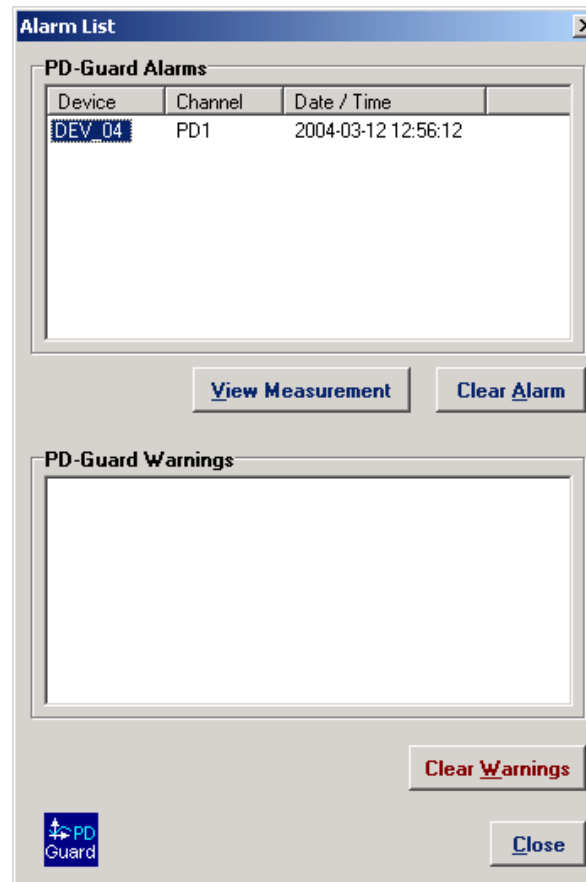 Alarm List
PD-Guard Alarms
Device Channel Date / Time
DEV_04 PD1 2004-03-12 12:56:12
View Measurement Clear Alarm
PD-Guard Warnings
Clear Warnings
PD
Guard
Close